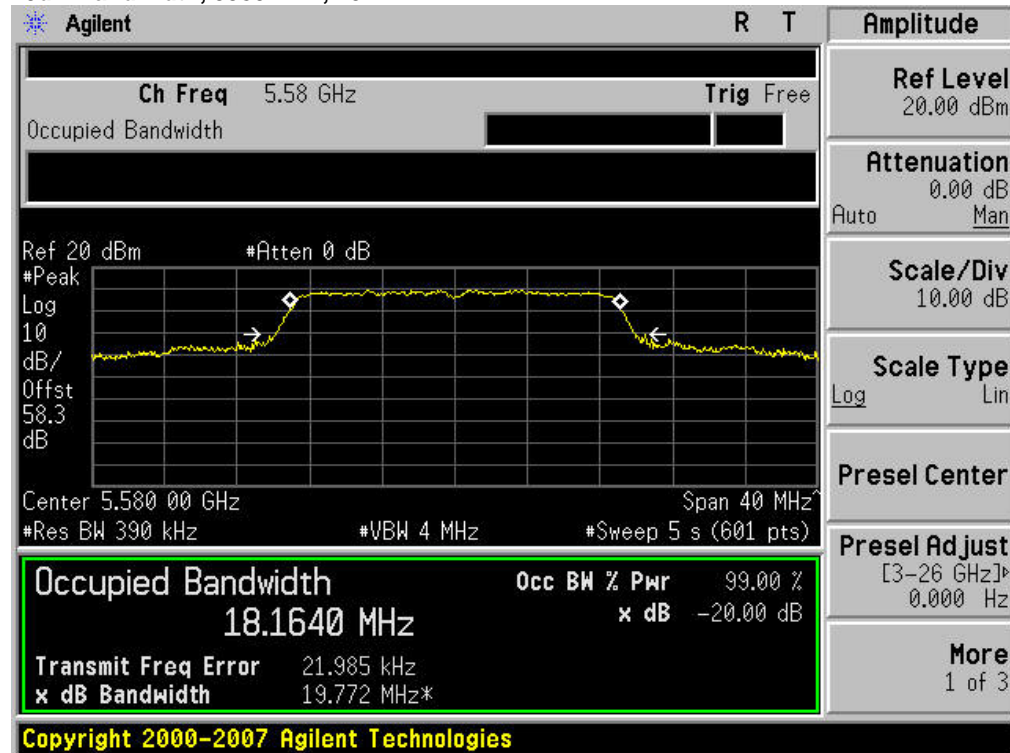 Agilent R T Amplitude
Ch Freq 5.58 GHz Trig Free
Occupied Bandwidth
Ref Level
20.00 dBm
Attenuation
0.00 dB
Auto Man
Scale/Div
10.00 dB
Scale Type
Log Lin
Presel Center
Presel Adjust
[3-26 GHz]
0.000 Hz
More
1 of 3
Ref 20 dBm #Atten 0 dB
#Peak
Log
10
dB/
Offst
58.3
dB
Center 5.580 00 GHz Span 40 MHz^
#Res BW 390 kHz #VBW 4 MHz #Sweep 5 s (601 pts)
Occupied Bandwidth Occ BW % Pwr 99.00 %
18.1640 MHz x dB -20.00 dB
Transmit Freq Error 21.985 kHz
x dB Bandwidth 19.772 MHz*
Copyright 2000-2007 Agilent Technologies